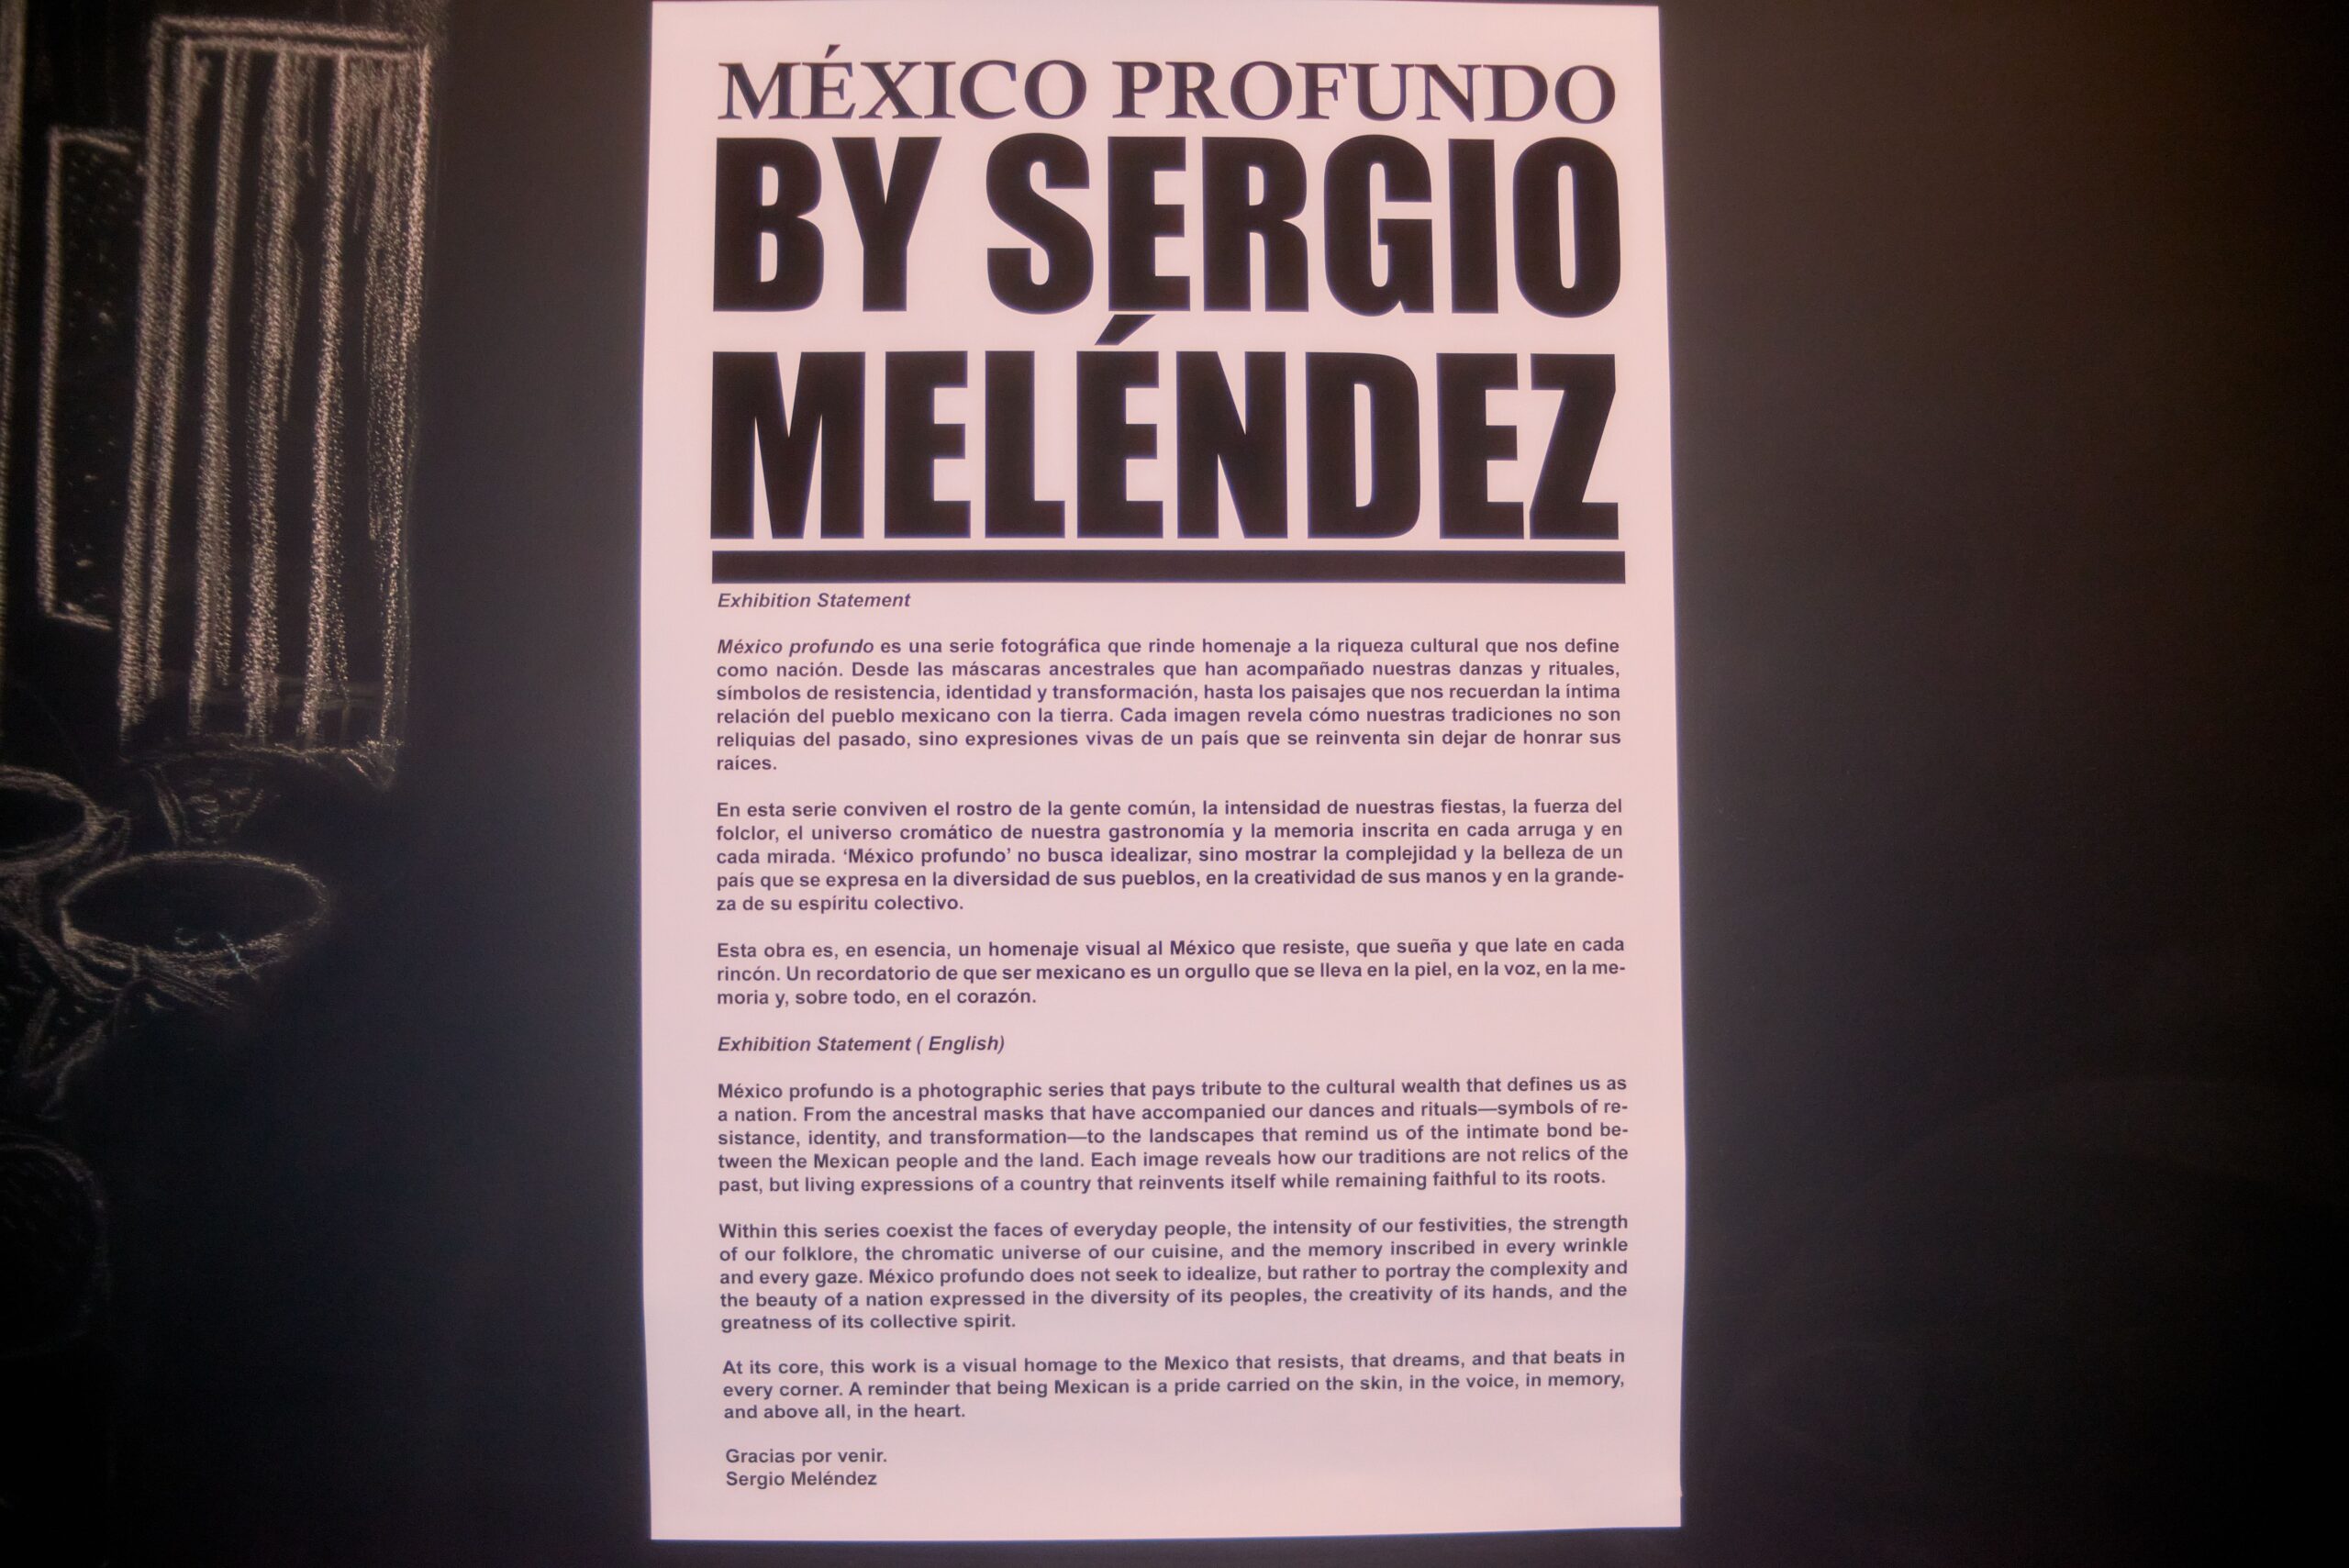 MÉXICO PROFUNDO
BY SERGIO
MELÉNDEZ
Exhibition Statement
México profundo es una serie fotográfica que rinde homenaje a la riqueza cultural que nos define
como nación. Desde las máscaras ancestrales que han acompañado nuestras danzas y rituales,
símbolos de resistencia, identidad y transformación, hasta los paisajes que nos recuerdan la íntima
relación del pueblo mexicano con la tierra. Cada imagen revela cómo nuestras tradiciones no son
reliquias del pasado, sino expresiones vivas de un país que se reinventa sin dejar de honrar sus
raíces.
En esta serie conviven el rostro de la gente común, la intensidad de nuestras fiestas, la fuerza del
folclor, el universo cromático de nuestra gastronomía y la memoria inscrita en cada arruga y en
cada mirada. ‘México profundo’ no busca idealizar, sino mostrar la complejidad y la belleza de un
país que se expresa en la diversidad de sus pueblos, en la creatividad de sus manos y en la grande-
za de su espíritu colectivo.
Esta obra es, en esencia, un homenaje visual al México que resiste, que sueña y que late en cada
rincón. Un recordatorio de que ser mexicano es un orgullo que se lleva en la piel, en la voz, en la me-
moria y, sobre todo, en el corazón.
Exhibition Statement ( English)
México profundo is a photographic series that pays tribute to the cultural wealth that defines us as
a nation. From the ancestral masks that have accompanied our dances and rituals—symbols of re-
sistance, identity, and transformation—to the landscapes that remind us of the intimate bond be-
tween the Mexican people and the land. Each image reveals how our traditions are not relics of the
past, but living expressions of a country that reinvents itself while remaining faithful to its roots.
Within this series coexist the faces of everyday people, the intensity of our festivities, the strength
of our folklore, the chromatic universe of our cuisine, and the memory inscribed in every wrinkle
and every gaze. México profundo does not seek to idealize, but rather to portray the complexity and
the beauty of a nation expressed in the diversity of its peoples, the creativity of its hands, and the
greatness of its collective spirit.
At its core, this work is a visual homage to the Mexico that resists, that dreams, and that beats in
every corner. A reminder that being Mexican is a pride carried on the skin, in the voice, in memory,
and above all, in the heart.
Gracias por venir.
Sergio Meléndez